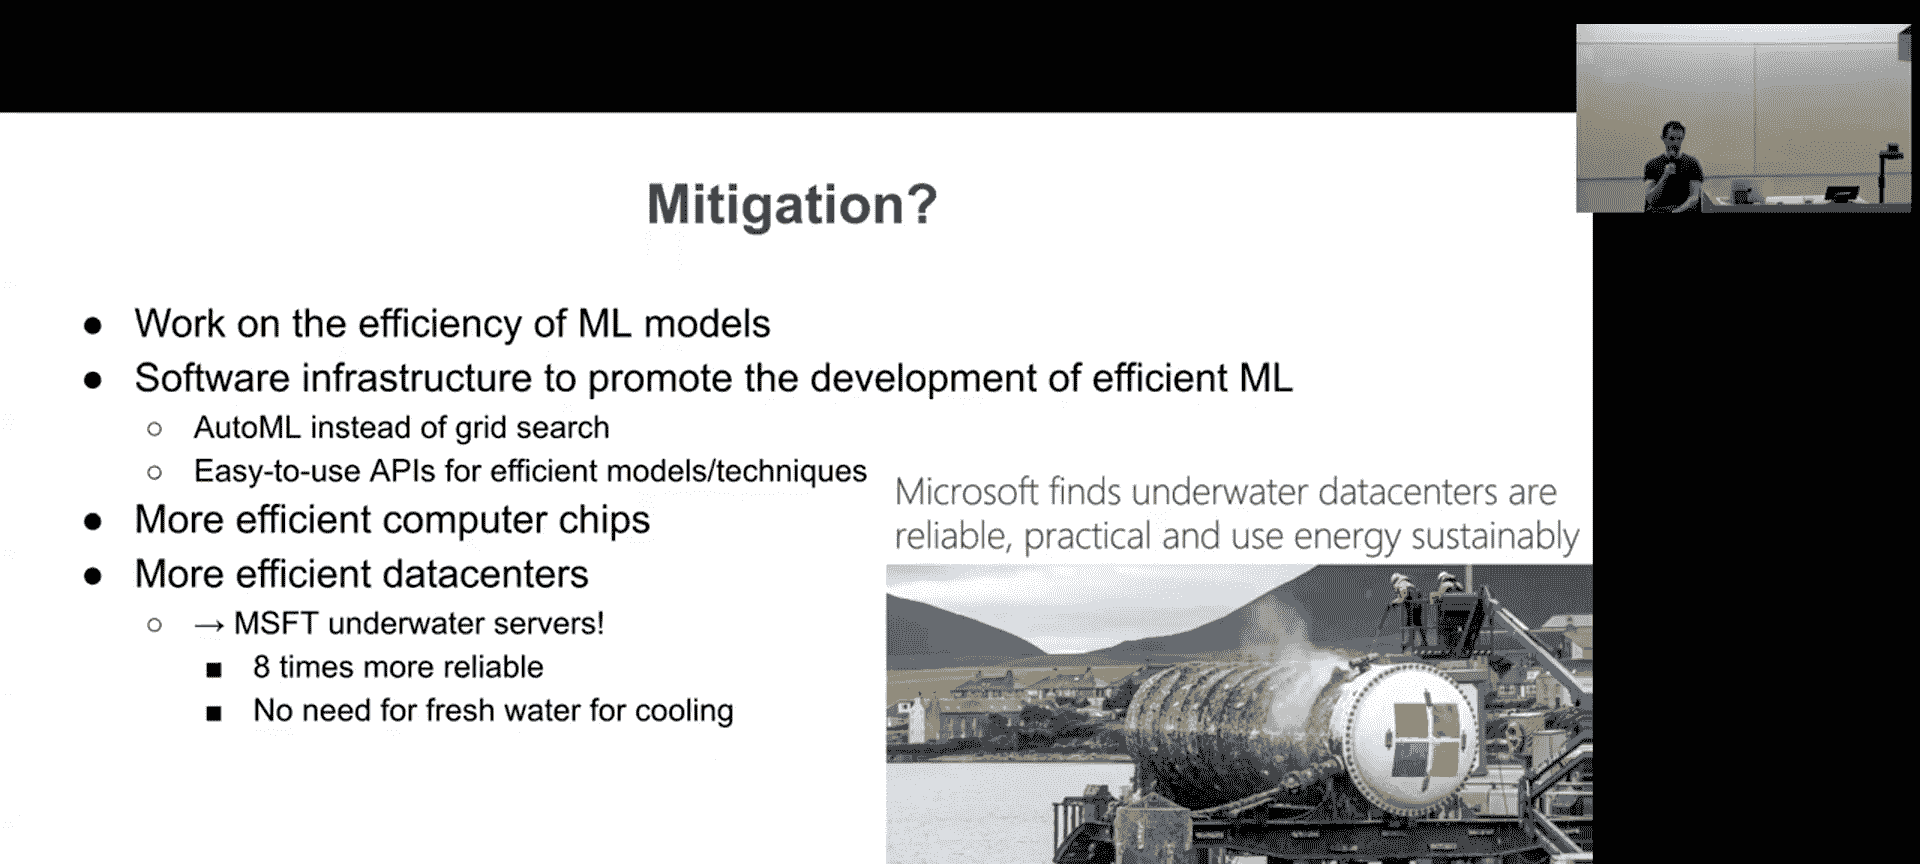 Mitigation?
● Work on the efficiency of ML models
● Software infrastructure to promote the development of efficient ML
○ AutoML instead of grid search
○ Easy-to-use APIs for efficient models/techniques
● More efficient computer chips
● More efficient datacenters
○ → MSFT underwater servers!
■ 8 times more reliable
■ No need for fresh water for cooling
Microsoft finds underwater datacenters are
reliable, practical and use energy sustainably